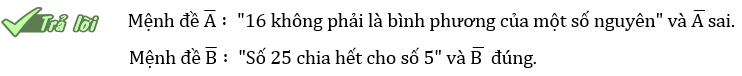 Trả lời Mệnh đề A̅ : "16 không phải là bình phương của một số nguyên" và A̅ sai.
Mệnh đề B̅ : "Số 25 chia hết cho số 5" và B̅ đúng.